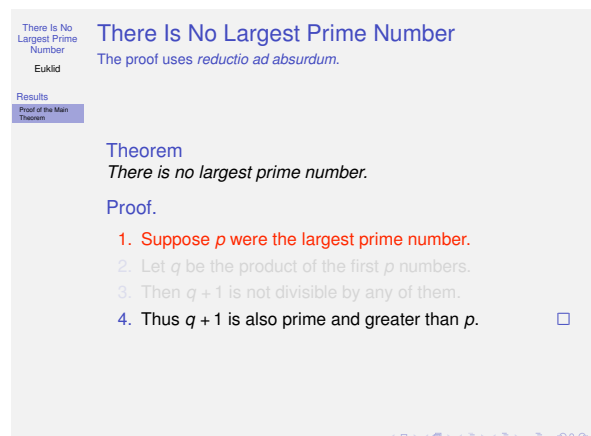 There Is No
Largest Prime
Number
Euklid
Results
Proof of the Main
Theorem
There Is No Largest Prime Number
The proof uses reductio ad absurdum.
Theorem
There is no largest prime number.
Proof.
1. Suppose p were the largest prime number.
2. Let q be the product of the first p numbers.
3. Then q + 1 is not divisible by any of them.
4. Thus q + 1 is also prime and greater than p.